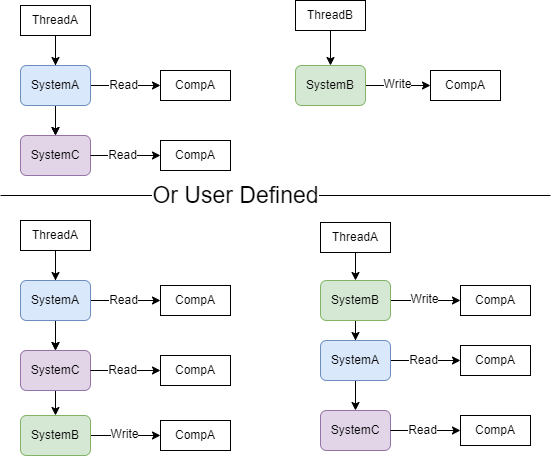 ThreadA
SystemA Read CompA
SystemC Read CompA
ThreadB
SystemB Write CompA
Or User Defined
ThreadA
SystemA Read CompA
SystemC Read CompA
SystemB Write CompA
ThreadA
SystemB Write CompA
SystemA Read CompA
SystemC Read CompA